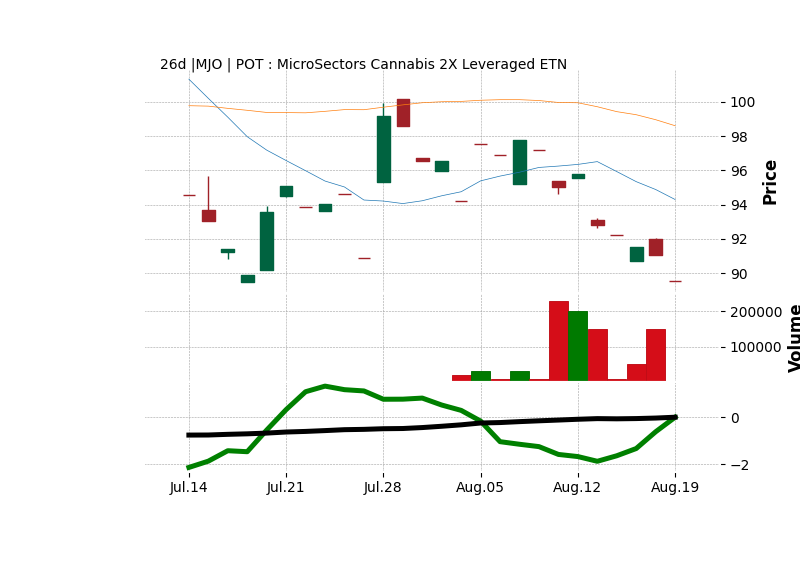 26d |MJO | POT : MicroSectors Cannabis 2X Leveraged ETN
100
98
96
94
92
90
Price
200000
100000
Volume
0
−2
Jul.14 Jul.21 Jul.28 Aug.05 Aug.12 Aug.19